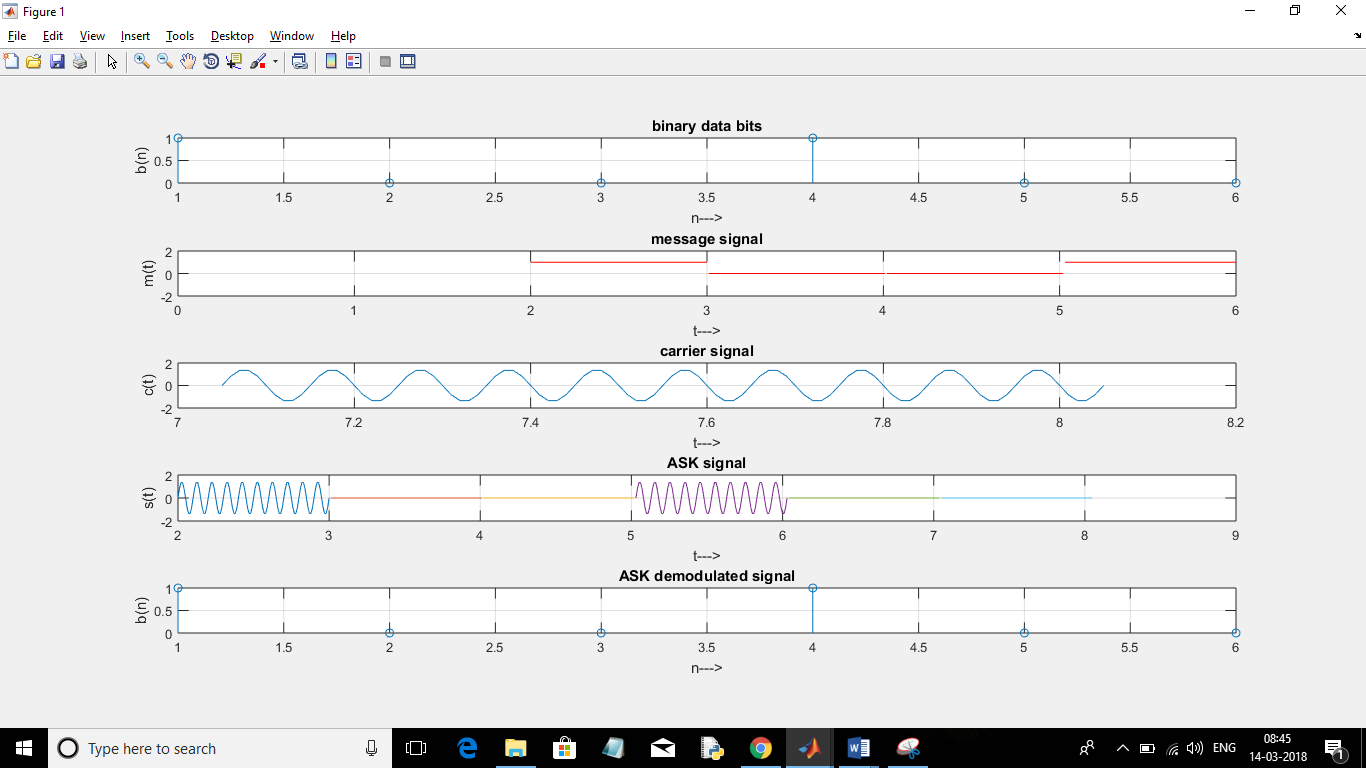 Figure 1
File Edit View Insert Tools Desktop Window Help
binary data bits
b(n)
1
0.5
0
1 1.5 2 2.5 3 3.5 4 4.5 5 5.5 6
n--->
message signal
m(t)
2
0
-2
0 1 2 3 4 5 6
t--->
carrier signal
c(t)
2
0
-2
7 7.2 7.4 7.6 7.8 8 8.2
t--->
ASK signal
s(t)
2
0
-2
2 3 4 5 6 7 8 9
t--->
ASK demodulated signal
b(n)
1
0.5
0
1 1.5 2 2.5 3 3.5 4 4.5 5 5.5 6
n--->
Type here to search
ENG
08:45
14-03-2018
1